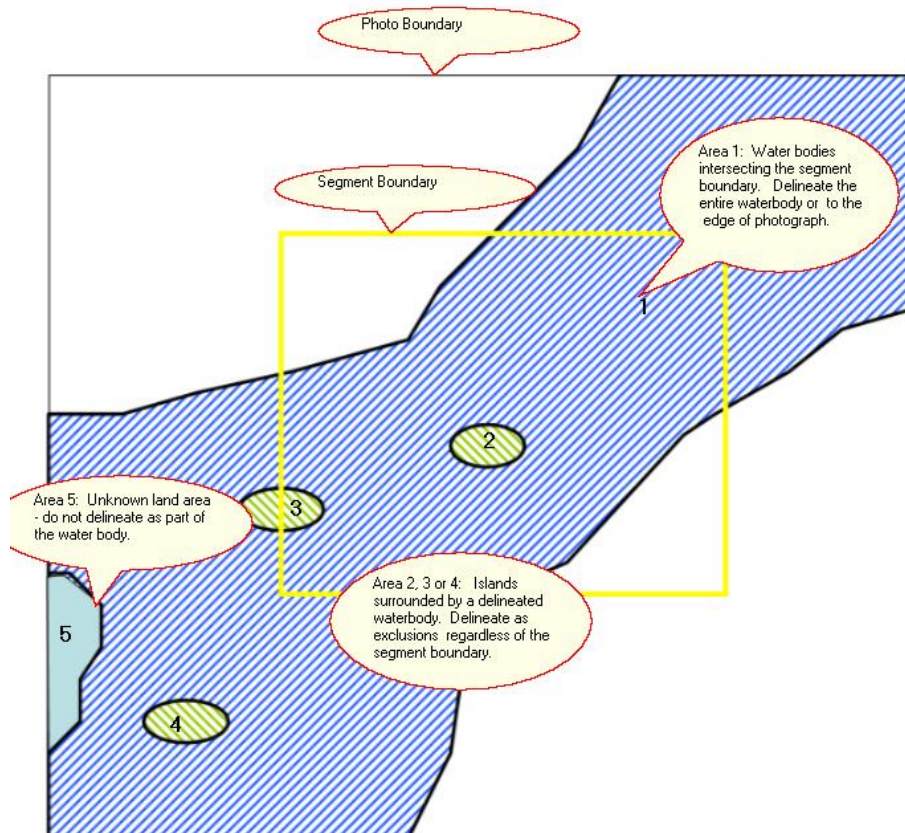 Photo Boundary
Segment Boundary
Area 1:  Water bodies
intersecting the segment
boundary.  Delineate the
entire waterbody or  to the
edge of photograph.
1
2
3
Area 5:  Unknown land area
- do not delineate as part of
the water body.
Area 2, 3 or 4:  Islands
surrounded by a delineated
waterbody.  Delineate as
exclusions  regardless of the
segment boundary.
5
4